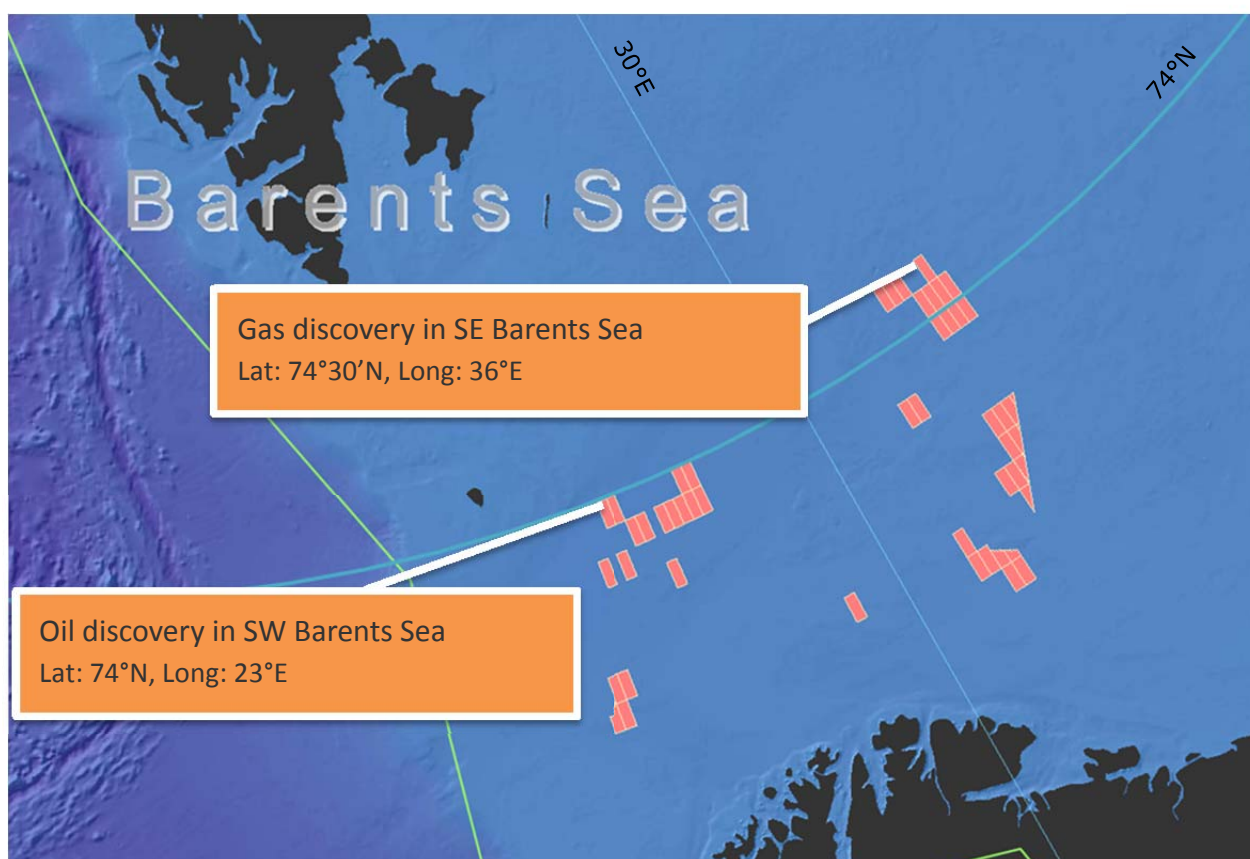 30°E
74°N
Barents Sea
Gas discovery in SE Barents Sea
Lat: 74°30’N, Long: 36°E
Oil discovery in SW Barents Sea
Lat: 74°N, Long: 23°E